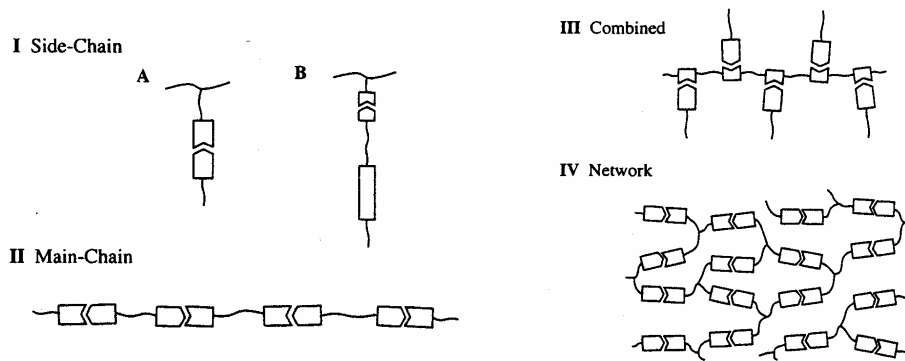 I Side-Chain
A
B
II Main-Chain
III Combined
IV Network